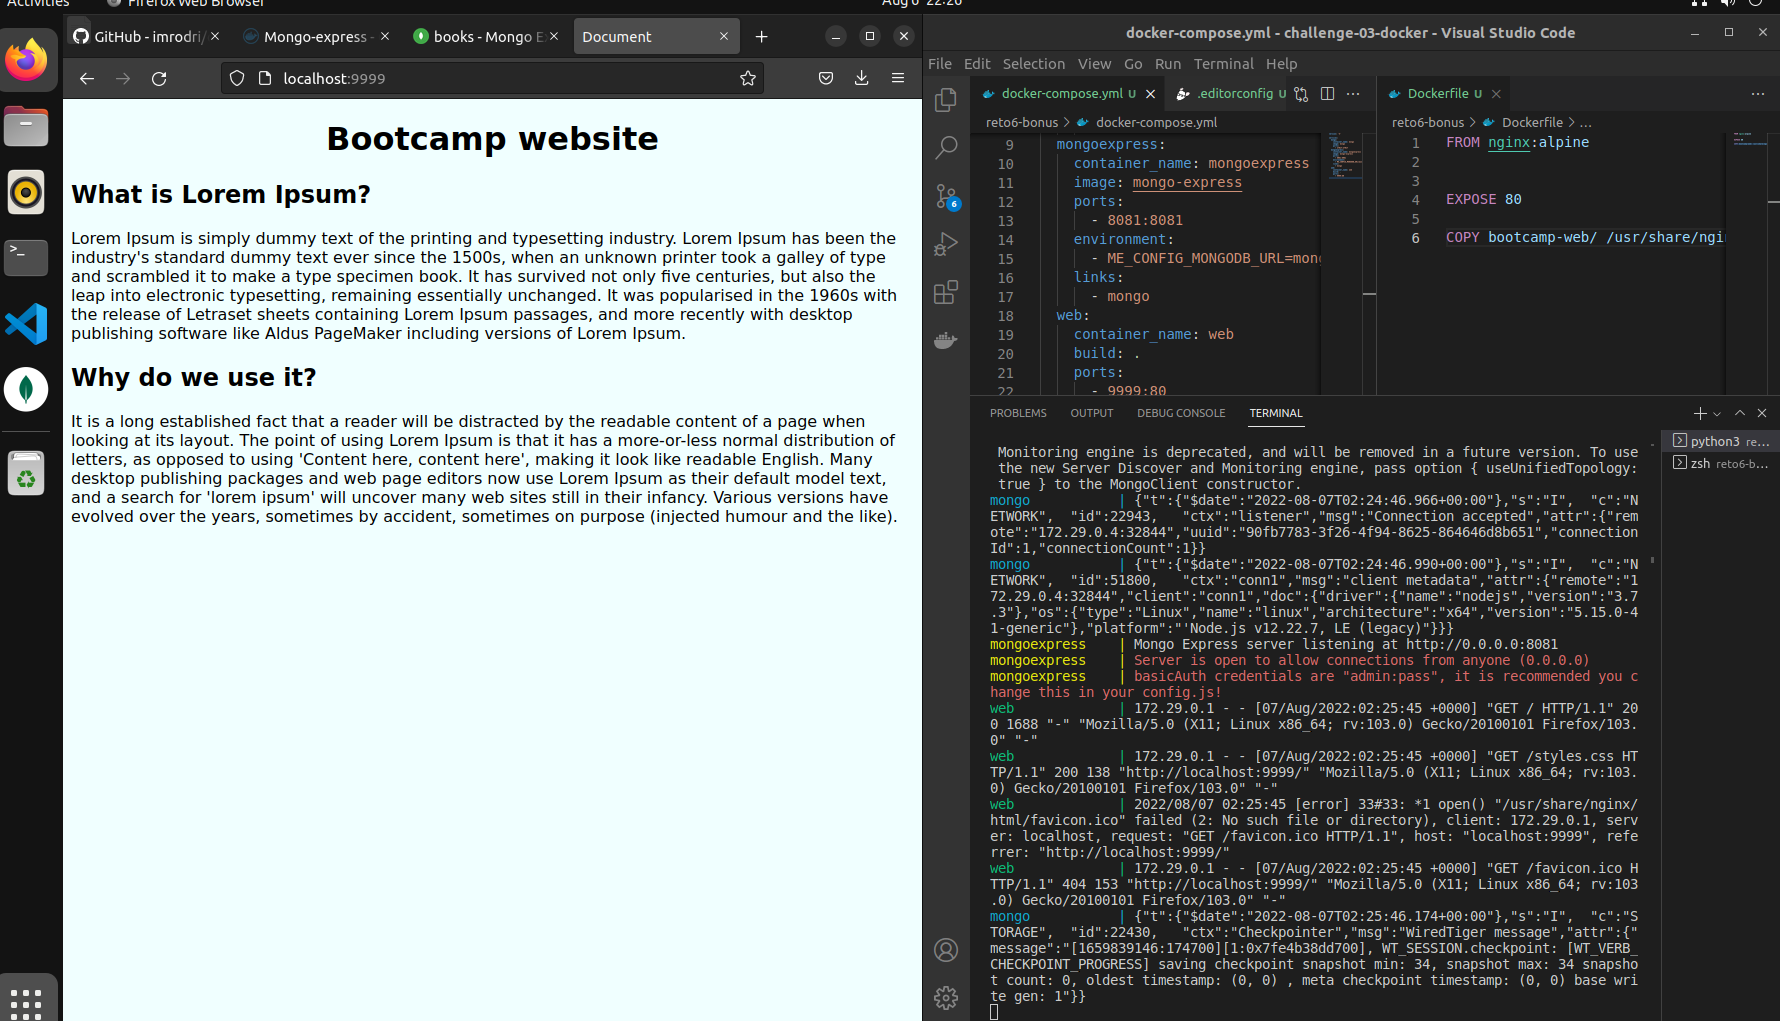 Activities
Firefox Web Browser
Aug 6 22:26
GitHub - imrodri/
Mongo-express -
books - Mongo E
Document
localhost:9999
Bootcamp website
What is Lorem Ipsum?
Lorem Ipsum is simply dummy text of the printing and typesetting industry. Lorem Ipsum has been the
industry's standard dummy text ever since the 1500s, when an unknown printer took a galley of type
and scrambled it to make a type specimen book. It has survived not only five centuries, but also the
leap into electronic typesetting, remaining essentially unchanged. It was popularised in the 1960s with
the release of Letraset sheets containing Lorem Ipsum passages, and more recently with desktop
publishing software like Aldus PageMaker including versions of Lorem Ipsum.
Why do we use it?
It is a long established fact that a reader will be distracted by the readable content of a page when
looking at its layout. The point of using Lorem Ipsum is that it has a more-or-less normal distribution of
letters, as opposed to using 'Content here, content here', making it look like readable English. Many
desktop publishing packages and web page editors now use Lorem Ipsum as their default model text,
and a search for 'lorem ipsum' will uncover many web sites still in their infancy. Various versions have
evolved over the years, sometimes by accident, sometimes on purpose (injected humour and the like).
docker-compose.yml - challenge-03-docker - Visual Studio Code
File Edit Selection View Go Run Terminal Help
docker-compose.yml U
.editorconfig U
reto6-bonus > docker-compose.yml
9 mongoexpress:
10 container_name: mongoexpress
11 image: mongo-express
12 ports:
13 - 8081:8081
14 environment:
15 - ME_CONFIG_MONGODB_URL=mon
16 links:
17 - mongo
18 web:
19 container_name: web
20 build: .
21 ports:
22 - 9999:80
Dockerfile U
reto6-bonus > Dockerfile > ...
1 FROM nginx:alpine
2
3
4 EXPOSE 80
5
6 COPY bootcamp-web/ /usr/share/ngi
6
PROBLEMS OUTPUT DEBUG CONSOLE TERMINAL
python3 re...
zsh reto6-b...
Monitoring engine is deprecated, and will be removed in a future version. To use
the new Server Discover and Monitoring engine, pass option { useUnifiedTopology:
true } to the MongoClient constructor.
mongo | {"t":{"$date":"2022-08-07T02:24:46.966+00:00"},"s":"I", "c":"N
ETWORK", "id":22943, "ctx":"listener","msg":"Connection accepted","attr":{"rem
ote":"172.29.0.4:32844","uuid":"90fb7783-3f26-4f94-8625-864646d8b651","connection
Id":1,"connectionCount":1}}
mongo | {"t":{"$date":"2022-08-07T02:24:46.990+00:00"},"s":"I", "c":"N
ETWORK", "id":51800, "ctx":"conn1","msg":"client metadata","attr":{"remote":"1
72.29.0.4:32844","client":"conn1","doc":{"driver":{"name":"nodejs","version":"3.7
.3"},"os":{"type":"Linux","name":"linux","architecture":"x64","version":"5.15.0-4
1-generic"},"platform":"'Node.js v12.22.7, LE (legacy)"}}}
mongoexpress | Mongo Express server listening at http://0.0.0.0:8081
mongoexpress | Server is open to allow connections from anyone (0.0.0.0)
mongoexpress | basicAuth credentials are "admin:pass", it is recommended you c
hange this in your config.js!
web | 172.29.0.1 - - [07/Aug/2022:02:25:45 +0000] "GET / HTTP/1.1" 20
0 1688 "-" "Mozilla/5.0 (X11; Linux x86_64; rv:103.0) Gecko/20100101 Firefox/103.
0" "-"
web | 172.29.0.1 - - [07/Aug/2022:02:25:45 +0000] "GET /styles.css HT
TP/1.1" 200 138 "http://localhost:9999/" "Mozilla/5.0 (X11; Linux x86_64; rv:103.
0) Gecko/20100101 Firefox/103.0" "-"
web | 2022/08/07 02:25:45 [error] 33#33: *1 open() "/usr/share/nginx/
html/favicon.ico" failed (2: No such file or directory), client: 172.29.0.1, serv
er: localhost, request: "GET /favicon.ico HTTP/1.1", host: "localhost:9999", refe
rrer: "http://localhost:9999/"
web | 172.29.0.1 - - [07/Aug/2022:02:25:45 +0000] "GET /favicon.ico H
TTP/1.1" 404 153 "http://localhost:9999/" "Mozilla/5.0 (X11; Linux x86_64; rv:103
.0) Gecko/20100101 Firefox/103.0" "-"
mongo | {"t":{"$date":"2022-08-07T02:25:46.174+00:00"},"s":"I", "c":"S
TORAGE", "id":22430, "ctx":"Checkpointer","msg":"WiredTiger message","attr":{"
message":"[1659839146:174700][1:0x7fe4b38dd700], WT_SESSION.checkpoint: [WT_VERB_
CHECKPOINT_PROGRESS] saving checkpoint snapshot min: 34, snapshot max: 34 snapsho
t count: 0, oldest timestamp: (0, 0) , meta checkpoint timestamp: (0, 0) base wri
te gen: 1"}}